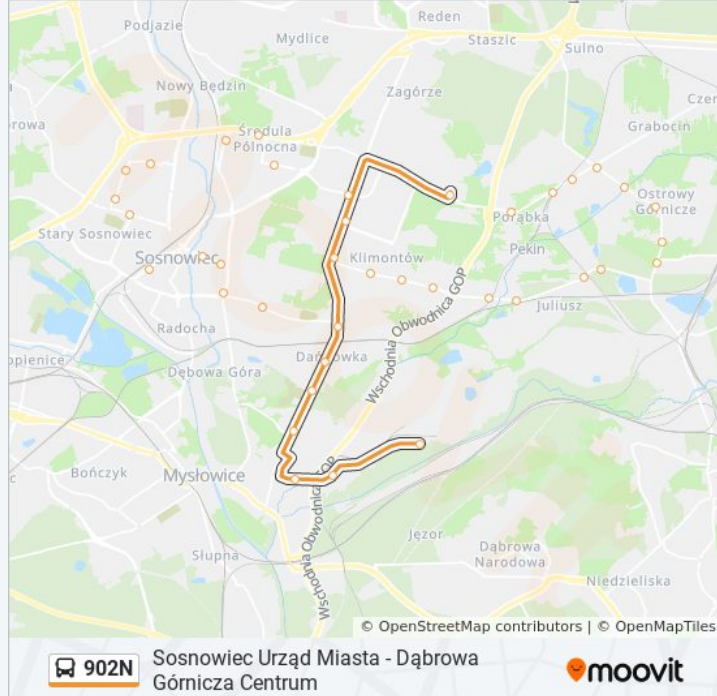 Podjazie
Reden
Mydlice
Staszic
Sulno
Nowy Będzin
Zagórze
Czer
orowa
Środula
Północna
Grabocin
Ostrowy
Górnicze
Porąbka
Stary Sosnowiec
Pekin
Sosnowiec
Klimontów
Wschodnia Obwodnica GOP
Juliusz
Radocha
opienice
Dańdówka
Dębowa Góra
Bończyk
Mysłowice
Wschodnia Obwodnica GOP
Jęzor
Słupna
Dąbrowa
Narodowa
Niedzieliska
© OpenStreetMap contributors | © OpenMapTiles
902N
Sosnowiec Urząd Miasta - Dąbrowa
Górnicza Centrum
moovit